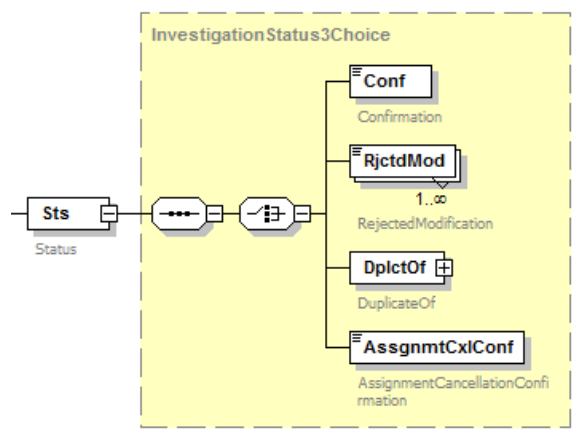 InvestigationStatus3Choice
Conf
Confirmation
RjctdMod
1..∞
RejectedModification
Sts
Status
DplctOf
DuplicateOf
AssgnmtCxlConf
AssignmentCancellationConfi
rmation